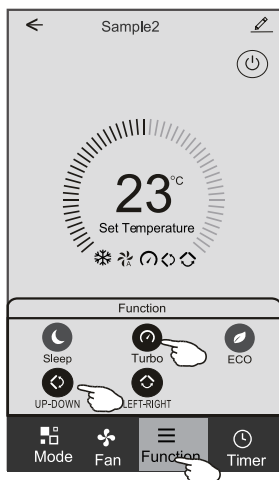 Sample2
23°C
Set Temperature
A
Function
Sleep Turbo ECO
UP-DOWN LEFT-RIGHT
Mode Fan Function Timer